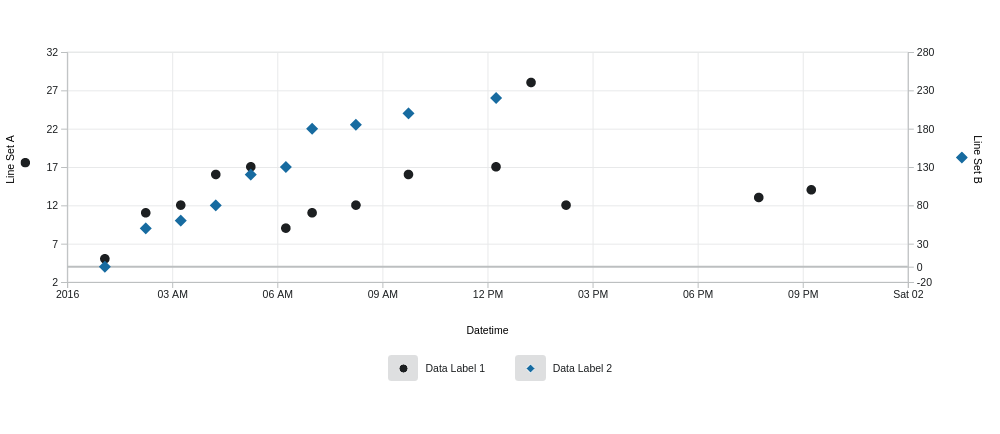 32
27
22
17
12
7
2
Line Set A
280
230
180
130
80
30
0
-20
Line Set B
2016
03 AM
06 AM
09 AM
12 PM
03 PM
06 PM
09 PM
Sat 02
Datetime
Data Label 1
Data Label 2